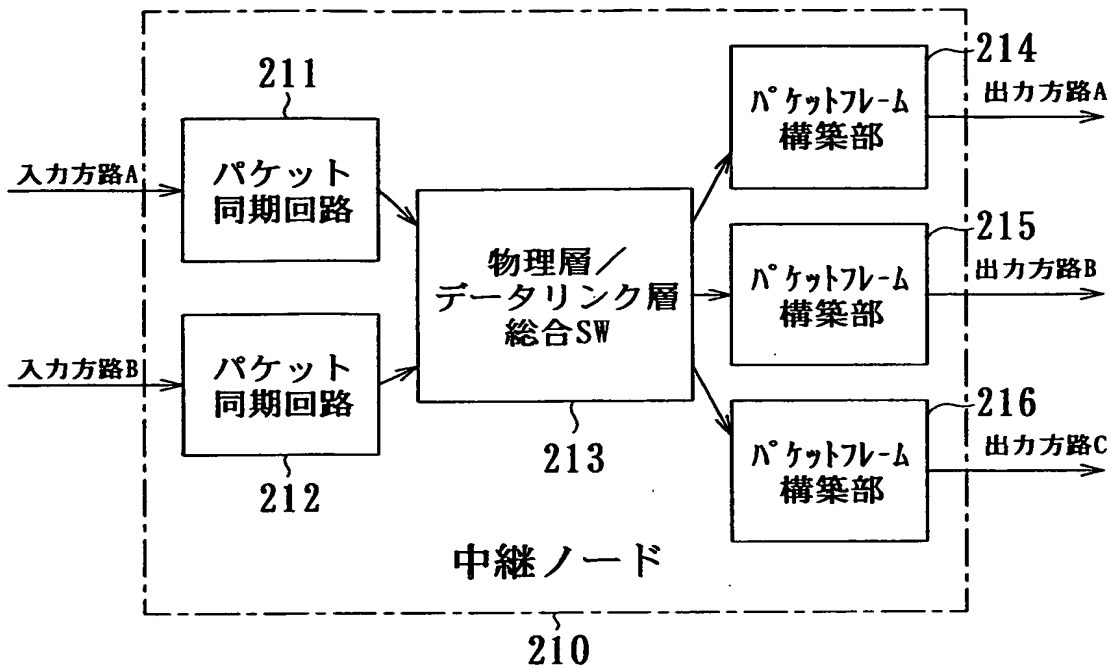 211
214
出力方路A
パケットフレーム
構築部
入力方路A
パケット
同期回路
物理層/
データリンク層
総合SW
215
出力方路B
パケットフレーム
構築部
入力方路B
パケット
同期回路
213
216
出力方路C
パケットフレーム
構築部
212
中継ノード
210